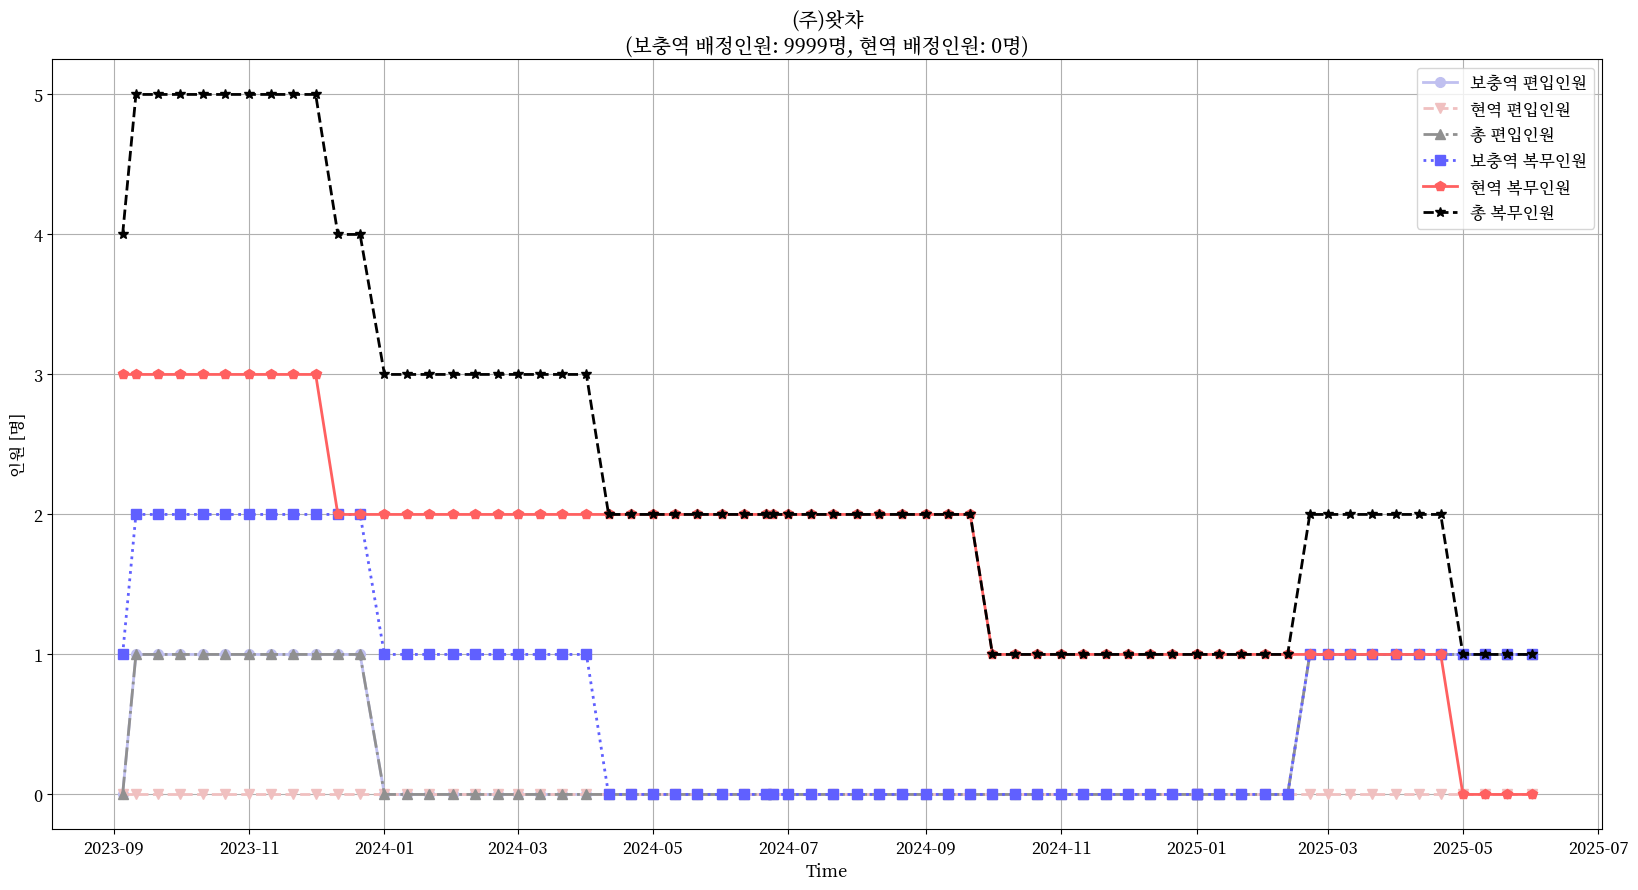 (주)왓챠
(보충역 배정인원: 9999명, 현역 배정인원: 0명)
보충역 편입인원
현역 편입인원
총 편입인원
보충역 복무인원
현역 복무인원
총 복무인원
인원 [명]
5
4
3
2
1
0
2023-09
2023-11
2024-01
2024-03
2024-05
2024-07
2024-09
2024-11
2025-01
2025-03
2025-05
2025-07
Time